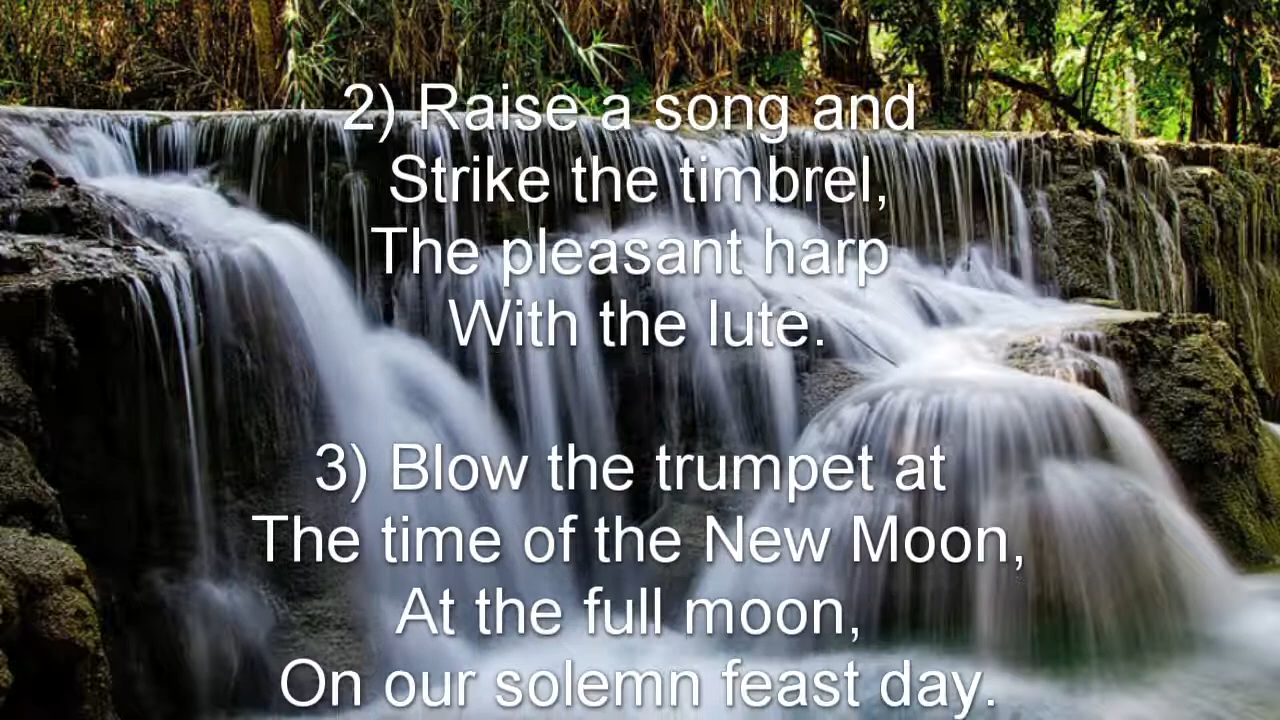 2) Raise a song and
Strike the timbrel,
The pleasant harp
With the lute.
3) Blow the trumpet at
The time of the New Moon,
At the full moon,
On our solemn feast day.